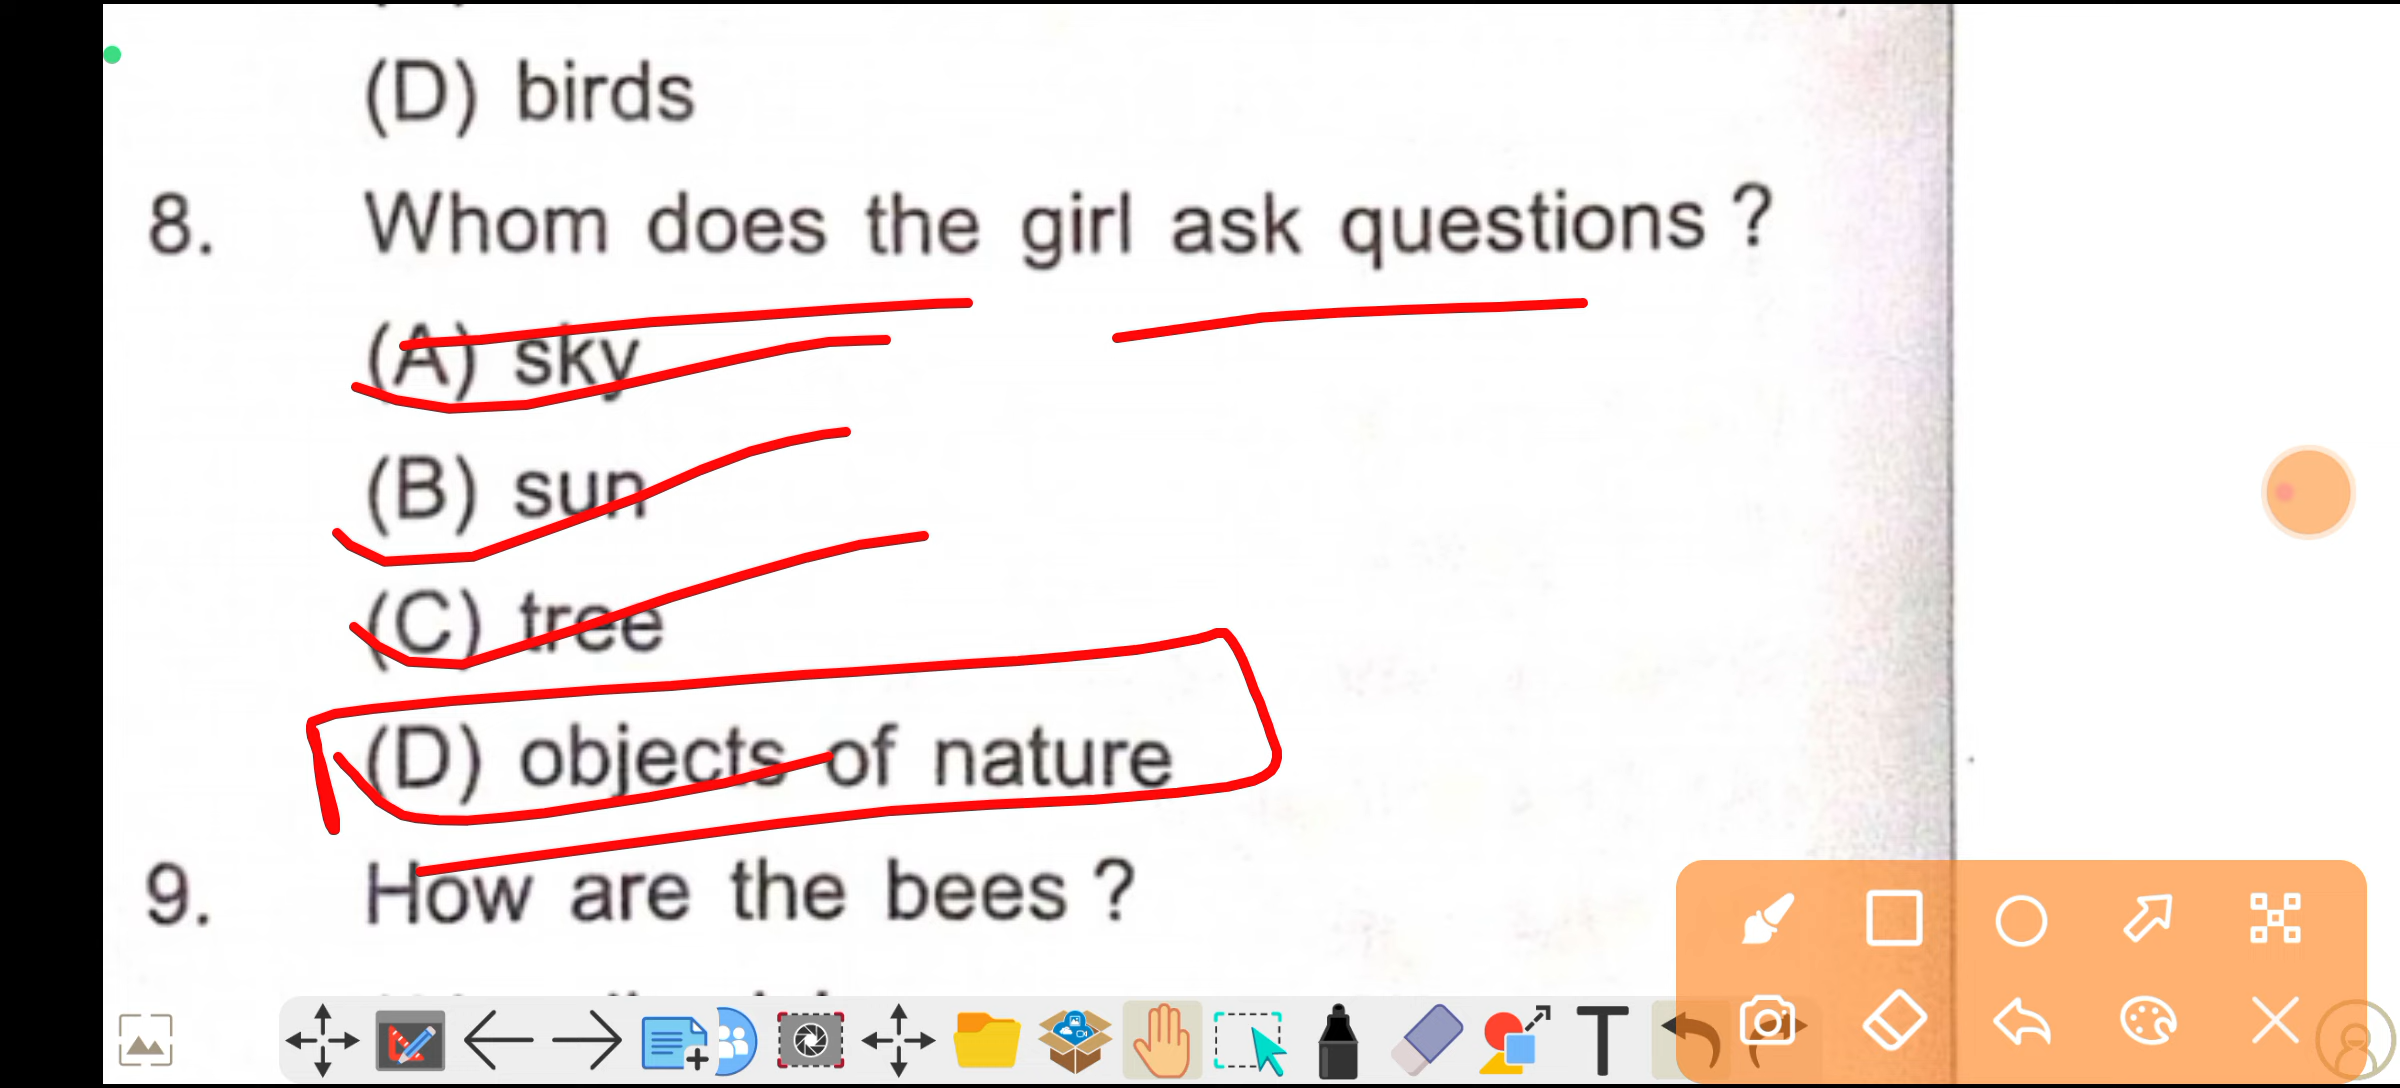 (D) birds
8. Whom does the girl ask questions ?
(A) sky
(B) sun
(C) tree
(D) objects of nature
9. How are the bees ?
T